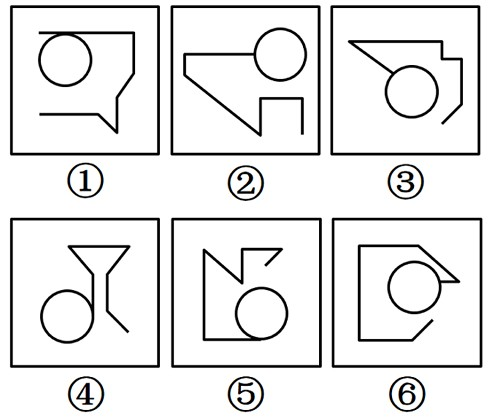 ① ② ③
④ ⑤ ⑥